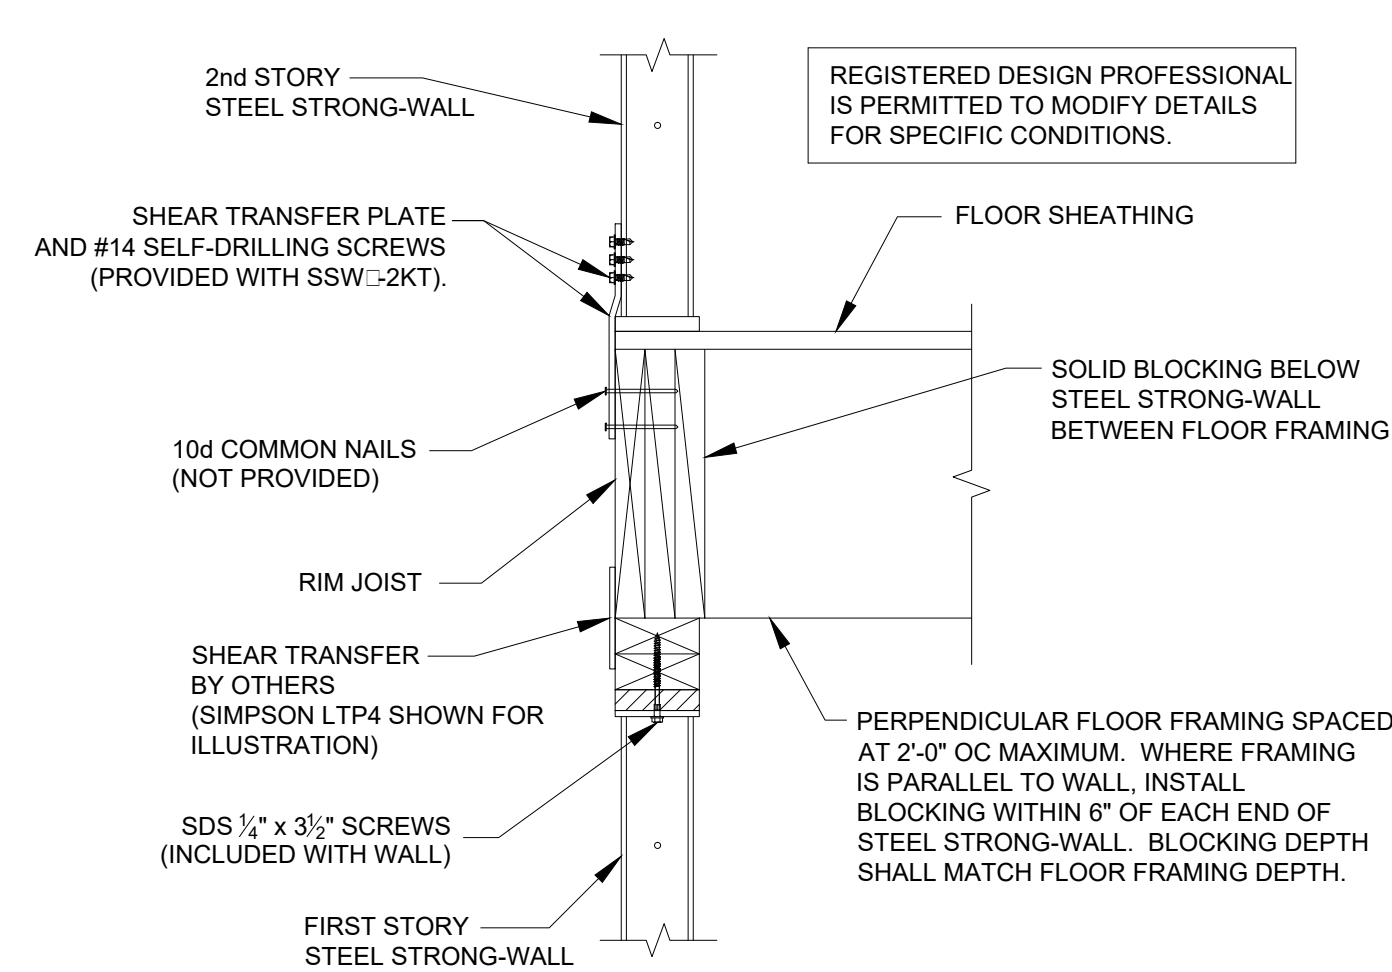 2nd STORY
STEEL STRONG-WALL
REGISTERED DESIGN PROFESSIONAL
IS PERMITTED TO MODIFY DETAILS
FOR SPECIFIC CONDITIONS.
SHEAR TRANSFER PLATE
AND #14 SELF-DRILLING SCREWS
(PROVIDED WITH SSW□-2KT).
FLOOR SHEATHING
SOLID BLOCKING BELOW
STEEL STRONG-WALL
BETWEEN FLOOR FRAMING
10d COMMON NAILS
(NOT PROVIDED)
RIM JOIST
SHEAR TRANSFER
BY OTHERS
(SIMPSON LTP4 SHOWN FOR
ILLUSTRATION)
PERPENDICULAR FLOOR FRAMING SPACED
AT 2'-0" OC MAXIMUM. WHERE FRAMING
IS PARALLEL TO WALL, INSTALL
BLOCKING WITHIN 6" OF EACH END OF
STEEL STRONG-WALL. BLOCKING DEPTH
SHALL MATCH FLOOR FRAMING DEPTH.
SDS ¼" x 3½" SCREWS
(INCLUDED WITH WALL)
FIRST STORY
STEEL STRONG-WALL